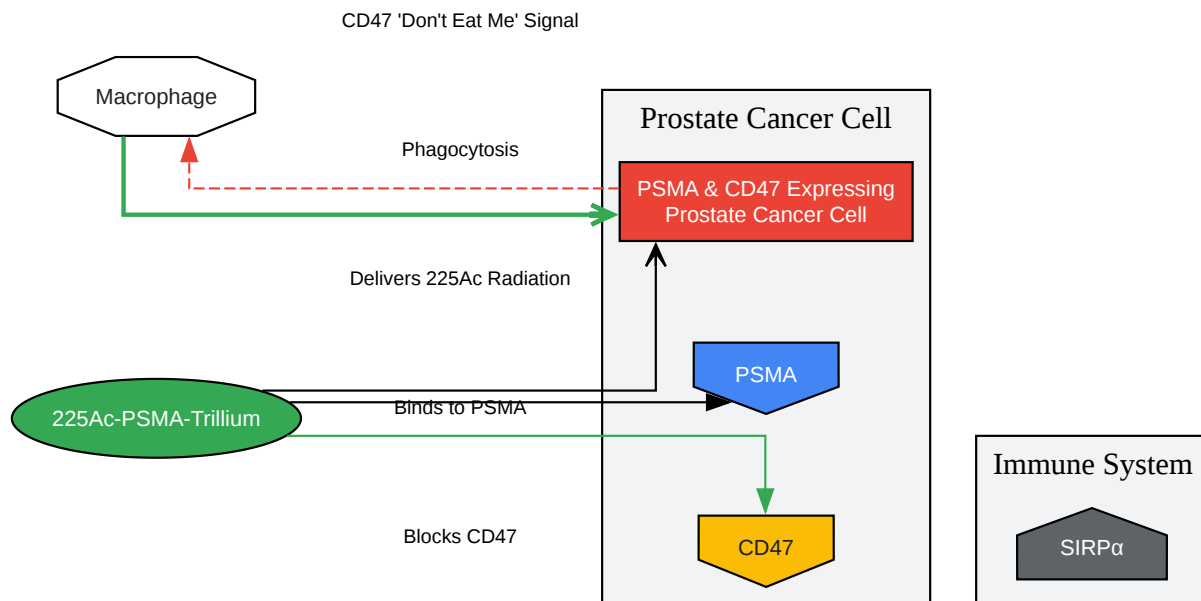 CD47 'Don't Eat Me' Signal
Macrophage
Prostate Cancer Cell
Phagocytosis
PSMA & CD47 Expressing
Prostate Cancer Cell
Delivers 225Ac Radiation
PSMA
225Ac-PSMA-Trillium
Binds to PSMA
Immune System
Blocks CD47
CD47
SIRPα